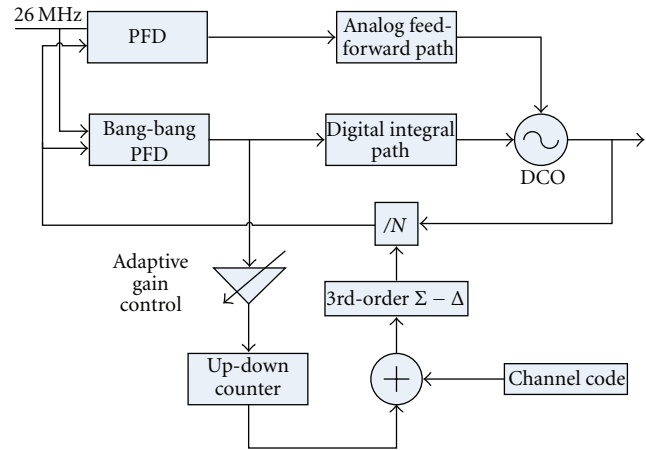 26 MHz
PFD
Analog feed-
forward path
Bang-bang
PFD
Digital integral
path
DCO
/N
Adaptive
gain
control
3rd-order Σ − Δ
Up-down
counter
+
Channel code